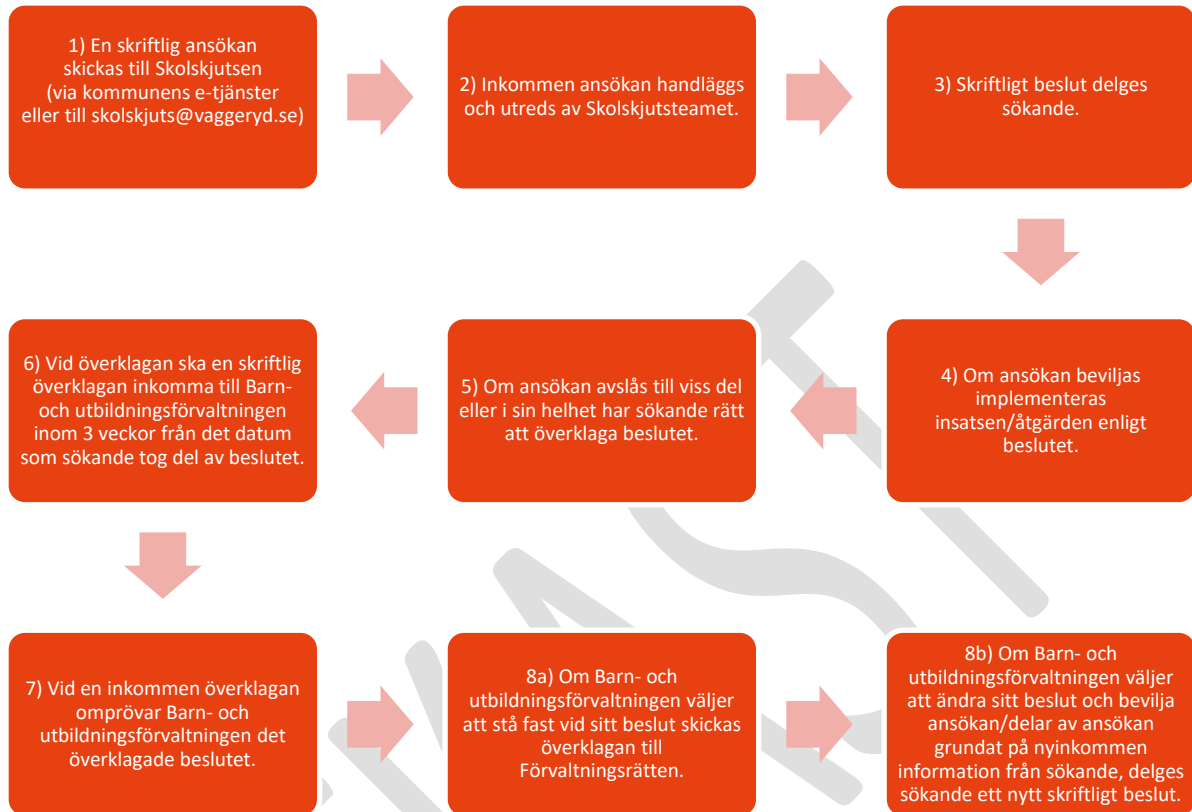 1) En skriftlig ansökan
skickas till Skolskjutsen
(via kommunens e-tjänster
eller till skolskjuts@vaggeryd.se)
2) Inkommen ansökan handläggs
och utreds av Skolskjutsteamet.
3) Skriftligt beslut delges
sökande.
4) Om ansökan beviljas
implementeras
insatsen/åtgärden enligt
beslutet.
5) Om ansökan avslås till viss del
eller i sin helhet har sökande rätt
att överklaga beslutet.
6) Vid överklagan ska en skriftlig
överklagan inkomma till Barn-
och utbildningsförvaltningen
inom 3 veckor från det datum
som sökande tog del av beslutet.
7) Vid en inkommen överklagan
omprövar Barn- och
utbildningsförvaltningen det
överklagade beslutet.
8a) Om Barn- och
utbildningsförvaltningen väljer
att stå fast vid sitt beslut skickas
överklagan till
Förvaltningsrätten.
8b) Om Barn- och
utbildningsförvaltningen väljer
att ändra sitt beslut och bevilja
ansökan/delar av ansökan
grundat på nyinkommen
information från sökande, delges
sökande ett nytt skriftligt beslut.